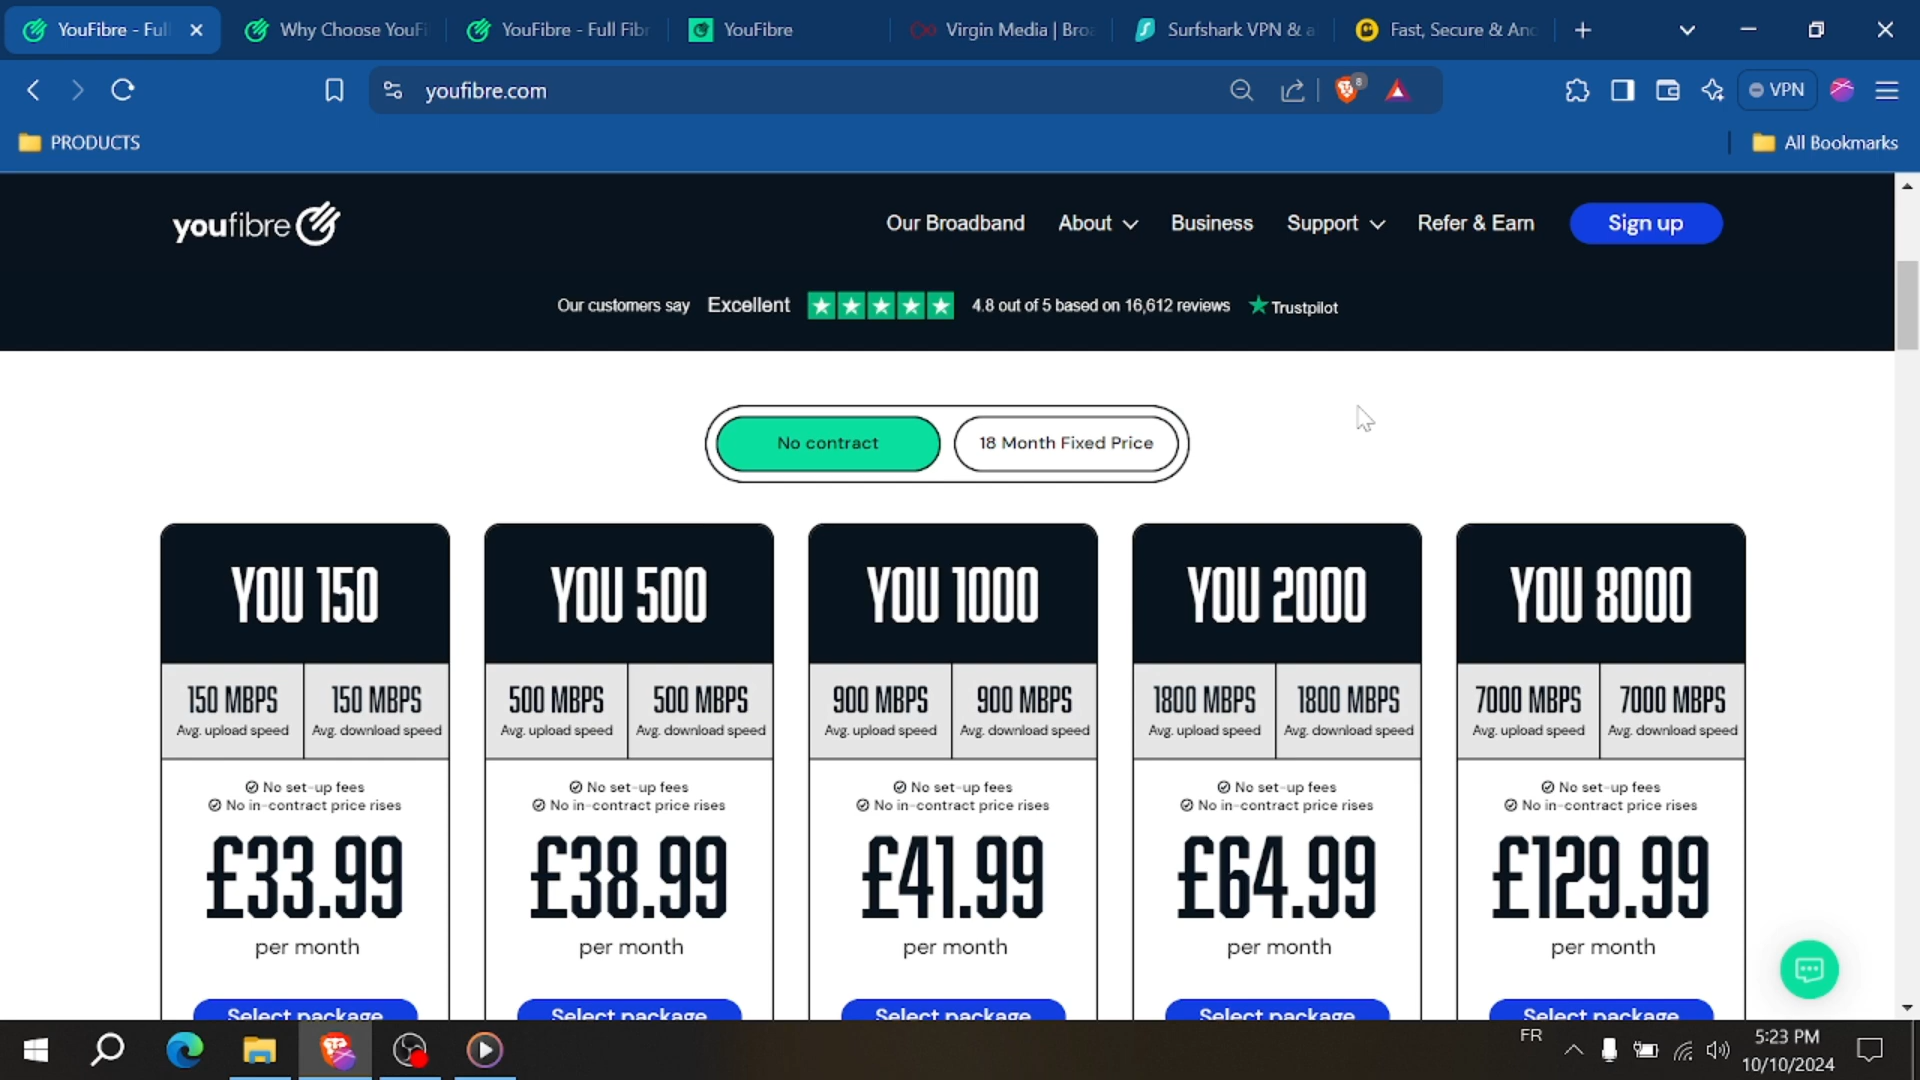 YouFibre - Full
Why Choose YouFi
YouFibre - Full Fibr
YouFibre
Virgin Media | Broa
Surfshark VPN & a
Fast, Secure & Ano
youfibre.com
8
VPN
PRODUCTS
All Bookmarks
youfibre
Our Broadband
About
Business
Support
Refer & Earn
Sign up
Our customers say Excellent 4.8 out of 5 based on 16,612 reviews Trustpilot
No contract
18 Month Fixed Price
YOU 150
150 MBPS
Avg. upload speed
150 MBPS
Avg. download speed
No set-up fees
No in-contract price rises
£33.99
per month
Select package
YOU 500
500 MBPS
Avg. upload speed
500 MBPS
Avg. download speed
No set-up fees
No in-contract price rises
£38.99
per month
Select package
YOU 1000
900 MBPS
Avg. upload speed
900 MBPS
Avg. download speed
No set-up fees
No in-contract price rises
£41.99
per month
Select package
YOU 2000
1800 MBPS
Avg. upload speed
1800 MBPS
Avg. download speed
No set-up fees
No in-contract price rises
£64.99
per month
Select package
YOU 8000
7000 MBPS
Avg. upload speed
7000 MBPS
Avg. download speed
No set-up fees
No in-contract price rises
£129.99
per month
Select package
FR
5:23 PM
10/10/2024